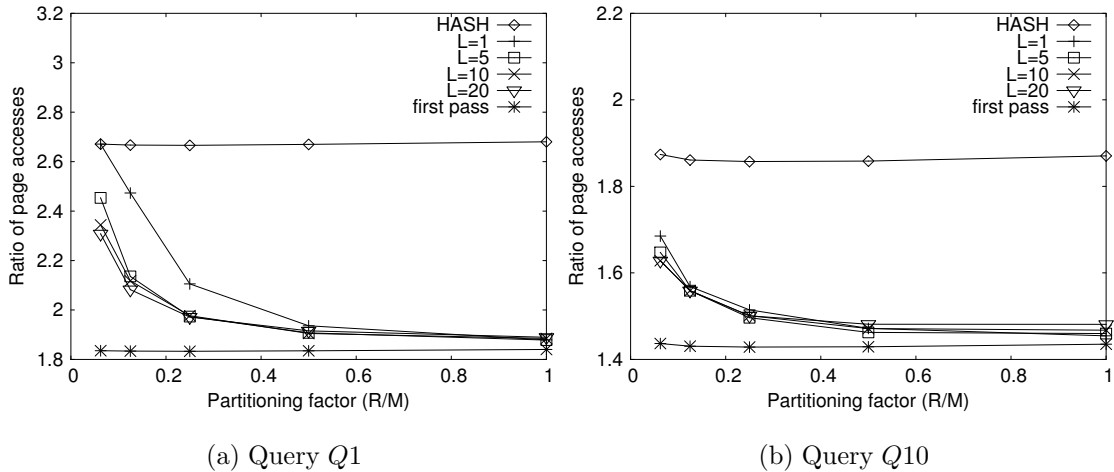 3.2
3
2.8
2.6
2.4
2.2
2
1.8
Ratio of page accesses
0 0.2 0.4 0.6 0.8 1
Partitioning factor (R/M)
HASH
L=1
L=5
L=10
L=20
first pass
(a) Query Q1
2.2
2
1.8
1.6
1.4
Ratio of page accesses
0 0.2 0.4 0.6 0.8 1
Partitioning factor (R/M)
HASH
L=1
L=5
L=10
L=20
first pass
(b) Query Q10